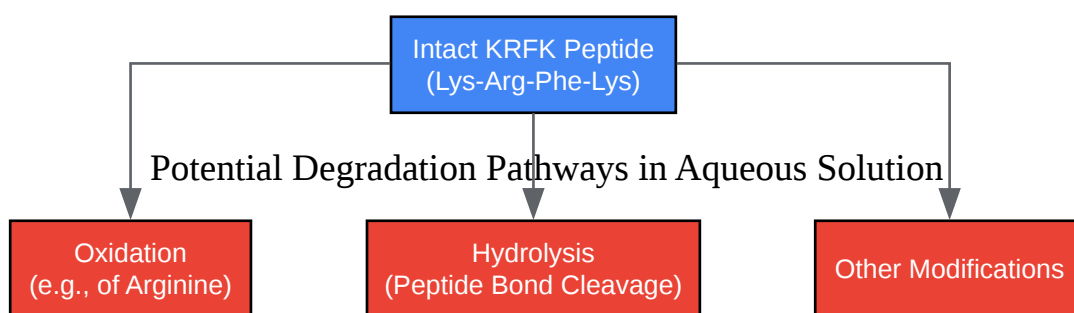 Intact KRFK Peptide
(Lys-Arg-Phe-Lys)
Potential Degradation Pathways in Aqueous Solution
Oxidation
(e.g., of Arginine)
Hydrolysis
(Peptide Bond Cleavage)
Other Modifications